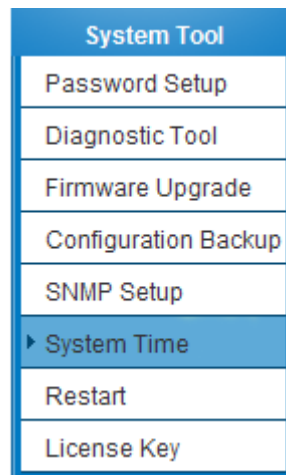 System Tool
Password Setup
Diagnostic Tool
Firmware Upgrade
Configuration Backup
SNMP Setup
System Time
Restart
License Key